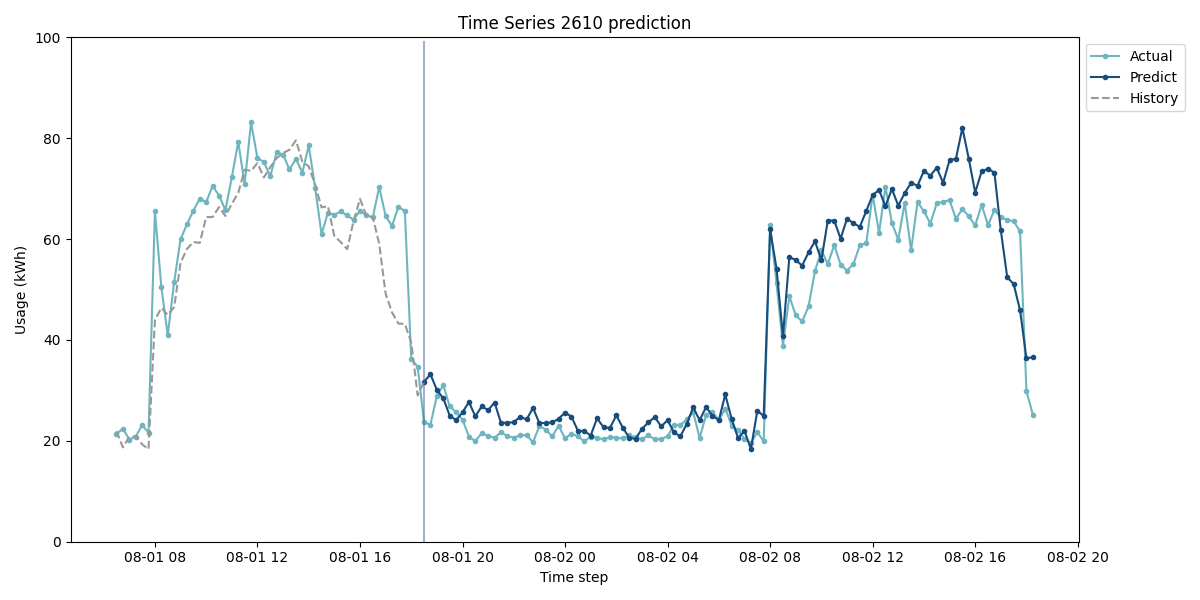 Time Series 2610 prediction
100
80
60
40
20
0
Usage (kWh)
08-01 08
08-01 12
08-01 16
08-01 20
08-02 00
08-02 04
08-02 08
08-02 12
08-02 16
08-02 20
Time step
Actual
Predict
History